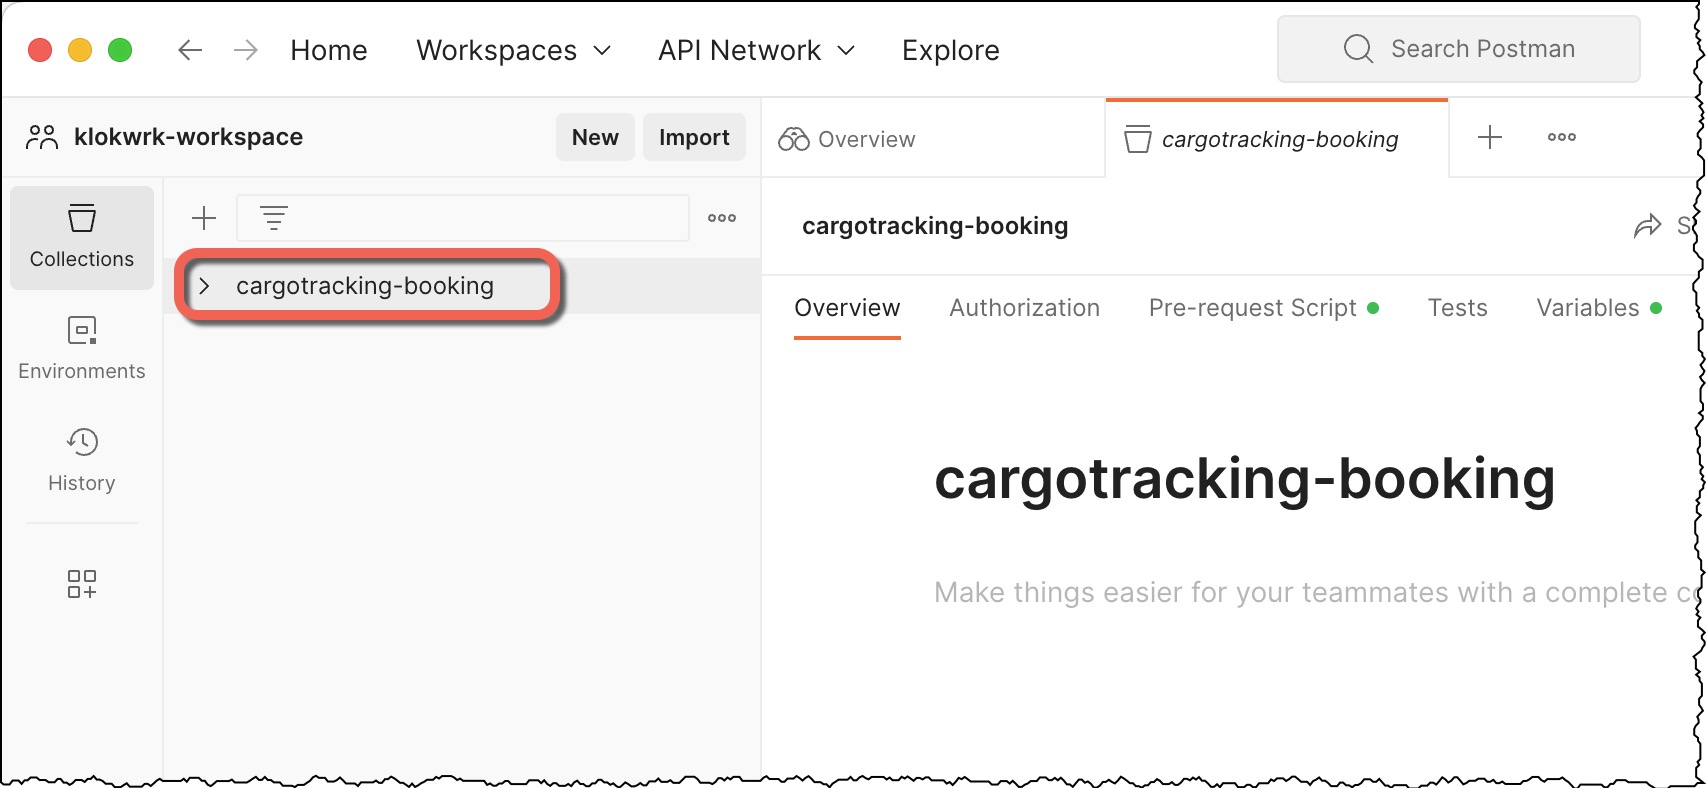 Home Workspaces API Network Explore Search Postman
klokwrk-workspace New Import
Overview cargotracking-booking
Collections
Environments
History
cargotracking-booking
cargotracking-booking
Overview Authorization Pre-request Script Tests Variables
cargotracking-booking
Make things easier for your teammates with a complete